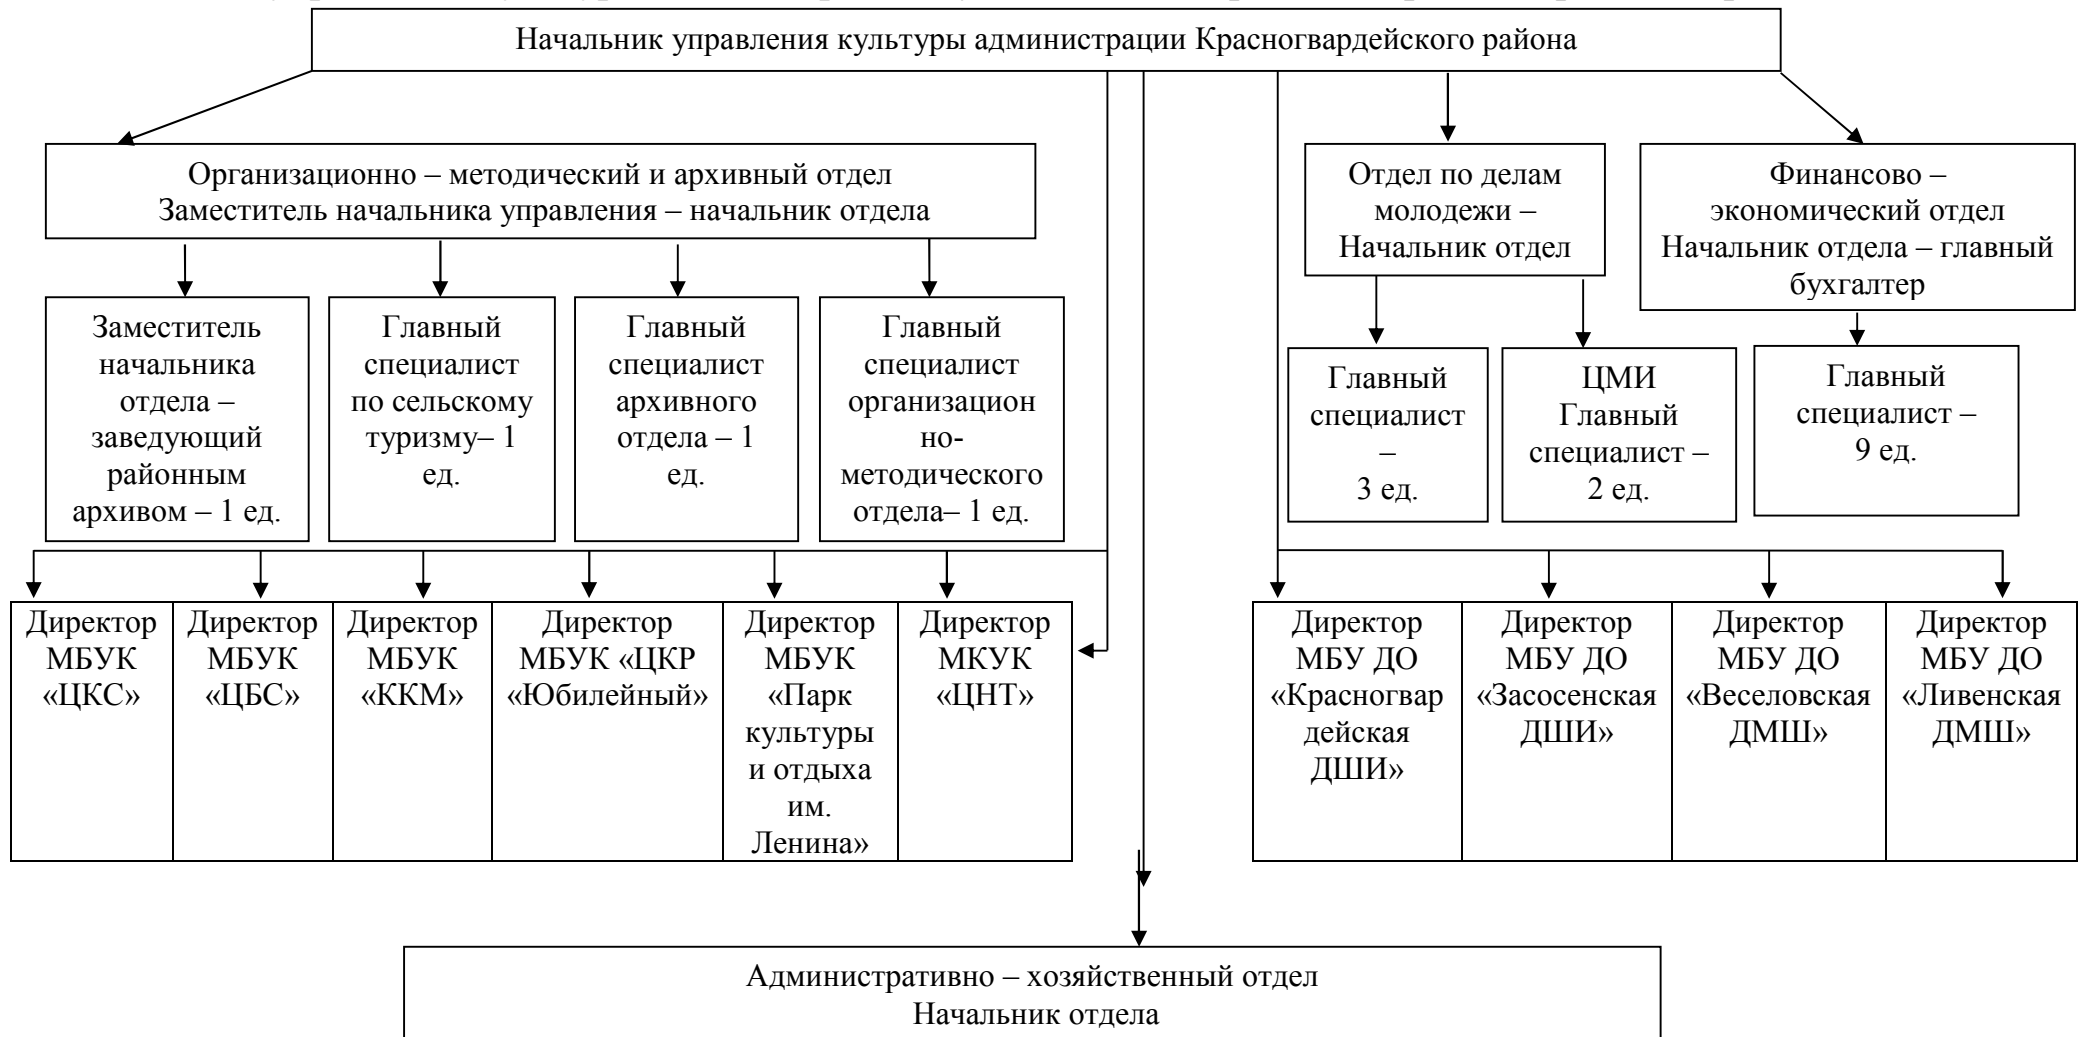 Начальник управления культуры администрации Красногвардейского района
Организационно – методический и архивный отдел
Заместитель начальника управления – начальник отдела
Отдел по делам
молодежи –
Начальник отдел
Финансово –
экономический отдел
Начальник отдела – главный
бухгалтер
Заместитель
начальника
отдела –
заведующий
районным
архивом – 1 ед.
Главный
специалист
по сельскому
туризму– 1
ед.
Главный
специалист
архивного
отдела – 1
ед.
Главный
специалист
организацион
но-
методического
отдела– 1 ед.
Главный
специалист
–
3 ед.
ЦМИ
Главный
специалист –
2 ед.
Главный
специалист –
9 ед.
Директор
МБУК
«ЦКС»
Директор
МБУК
«ЦБС»
Директор
МБУК
«ККМ»
Директор
МБУК «ЦКР
«Юбилейный»
Директор
МБУК
«Парк
культуры
и отдыха
им.
Ленина»
Директор
МКУК
«ЦНТ»
Директор
МБУ ДО
«Красногвар
дейская
ДШИ»
Директор
МБУ ДО
«Засосенская
ДШИ»
Директор
МБУ ДО
«Веселовская
ДМШ»
Директор
МБУ ДО
«Ливенская
ДМШ»
Административно – хозяйственный отдел
Начальник отдела